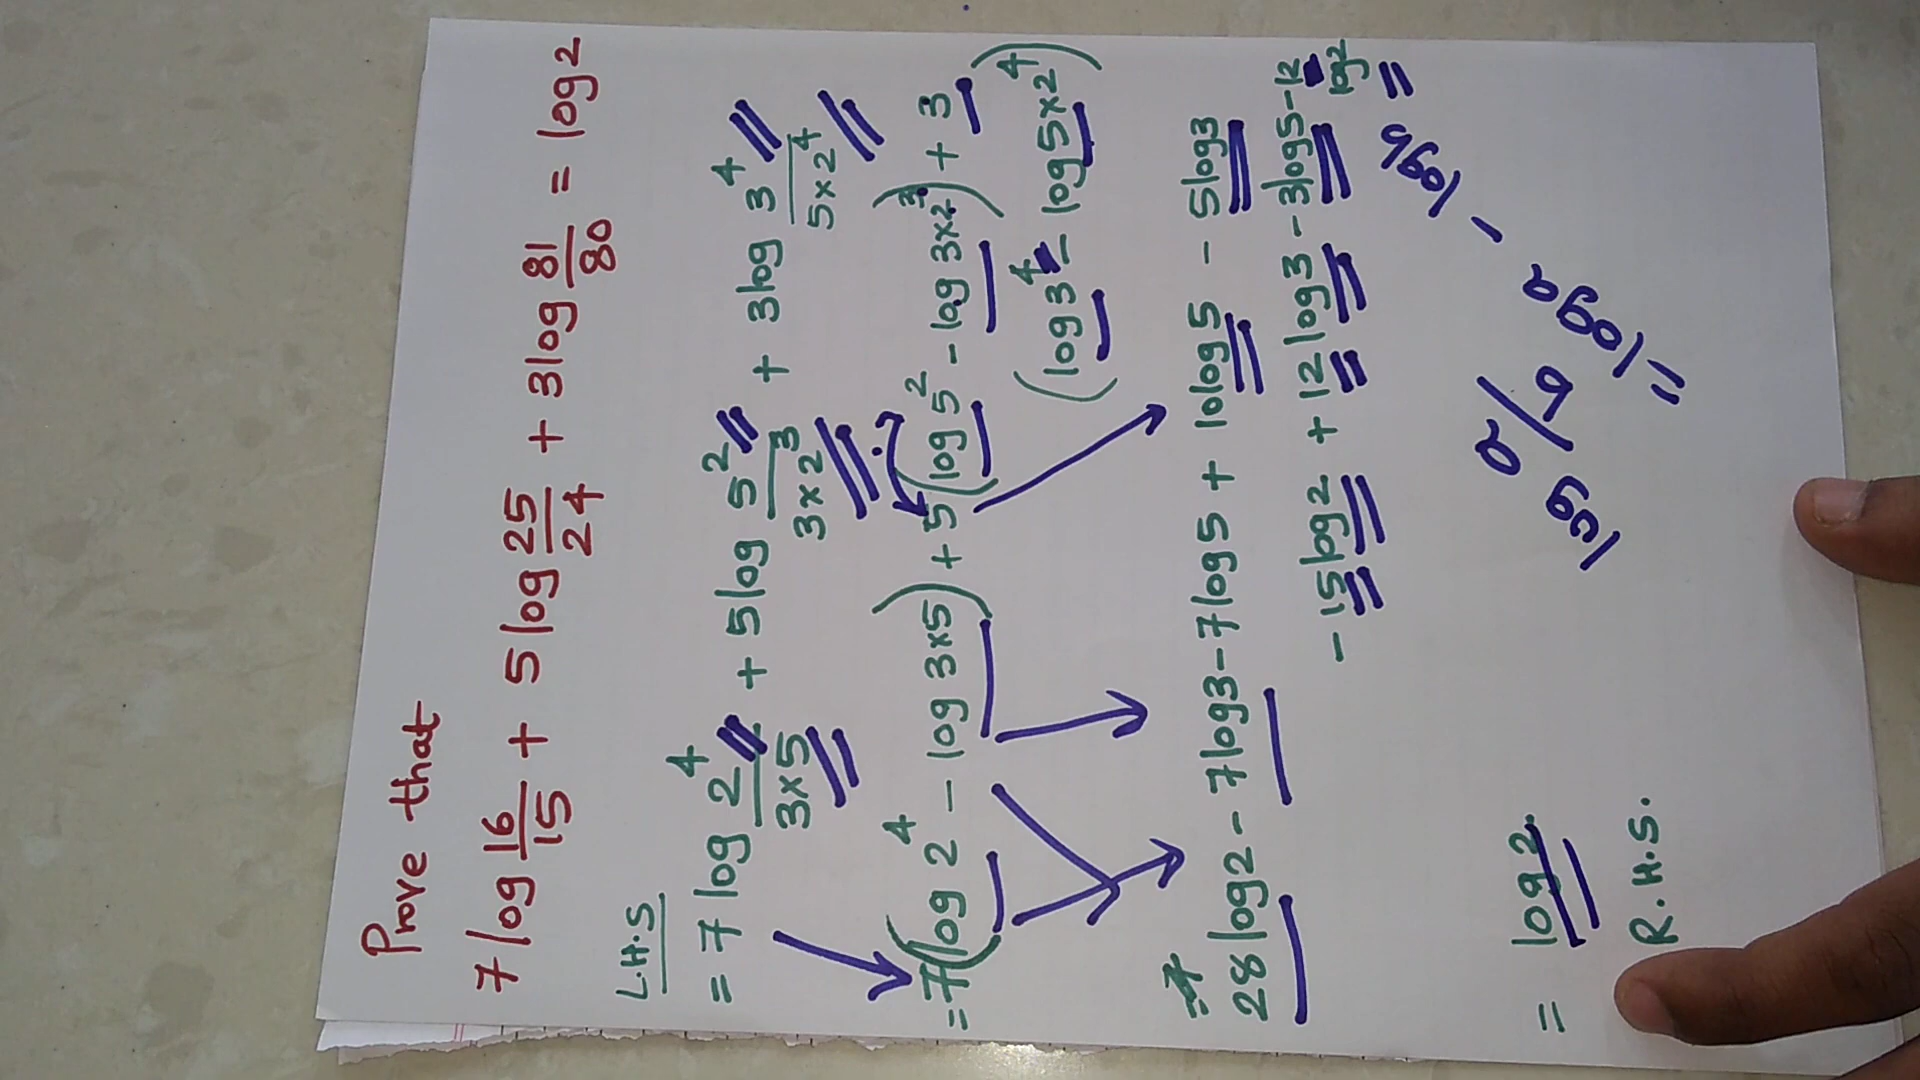 Prove that
7 log 16/15 + 5 log 25/24 + 3 log 81/80 = log 2
L.H.S
= 7 log 2^4/3×5 + 5 log 5^2/3×2^3 + 3 log 3^4/5×2^4
= 7(log 2^4 - log 3×5) + 5(log 5^2 - log 3×2^3) + 3
(log 3^4 - log 5×2^4)
=
28 log 2 - 7 log 3 - 7 log 5 + 10 log 5 - 5 log 3
- 15 log 2 + 12 log 3 - 3 log 5 - 12
log 2
log a/b
= log a - log b
= log 2.
R.H.S.